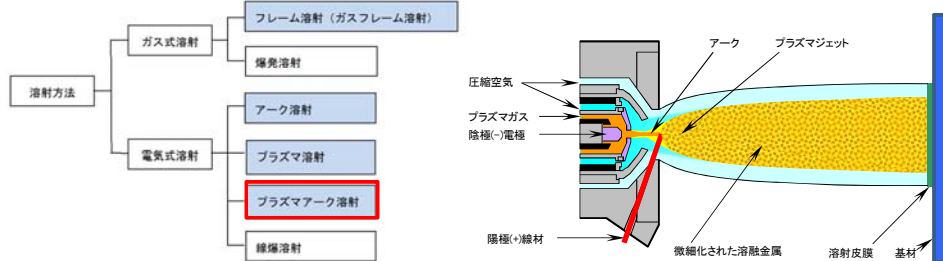 溶射方法
ガス式溶射
フレーム溶射（ガスフレーム溶射）
爆発溶射
電気式溶射
アーク溶射
プラズマ溶射
プラズマアーク溶射
線爆溶射
アーク
プラズマジェット
圧縮空気
プラズマガス
陰極(-)電極
陽極(+)線材
微細化された溶融金属
溶射皮膜
基材